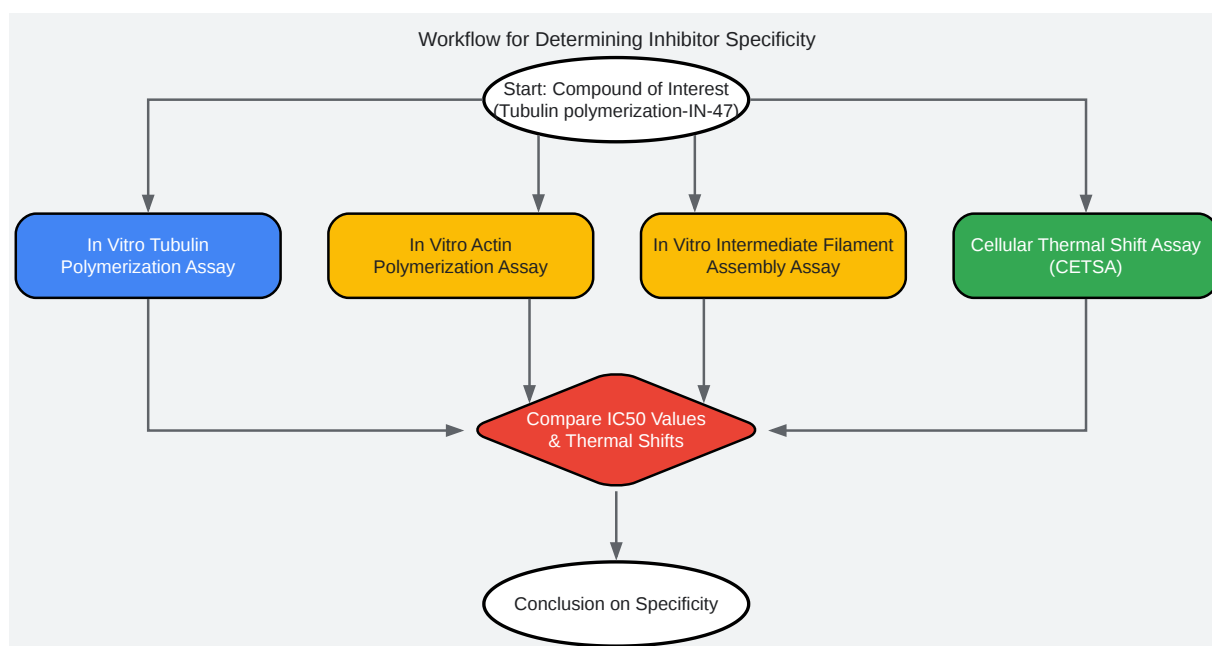 Workflow for Determining Inhibitor Specificity
Start: Compound of Interest
(Tubulin polymerization-IN-47)
In Vitro Tubulin
Polymerization Assay
In Vitro Actin
Polymerization Assay
In Vitro Intermediate Filament
Assembly Assay
Cellular Thermal Shift Assay
(CETSA)
Compare IC50 Values
& Thermal Shifts
Conclusion on Specificity